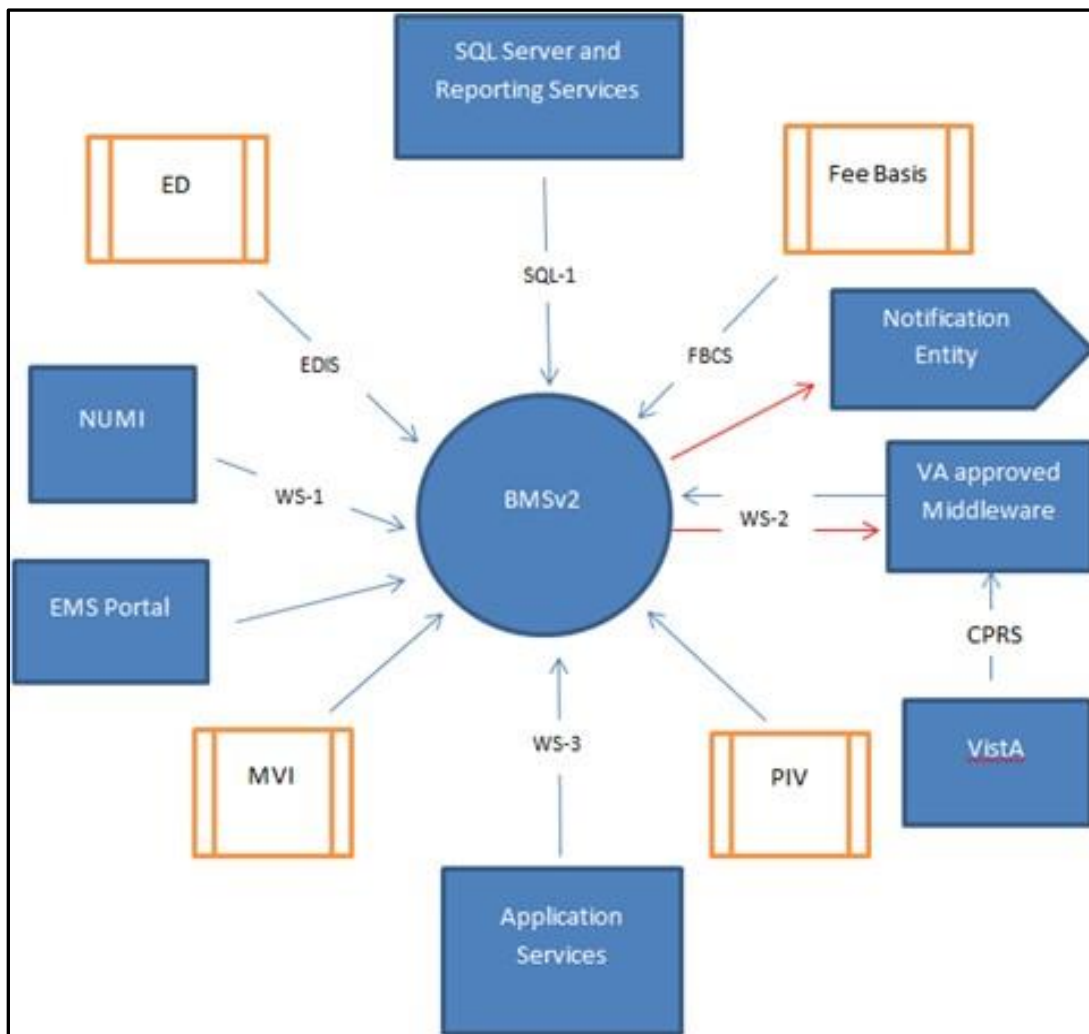 SQL Server and
Reporting Services
ED
Fee Basis
SQL-1
Notification
Entity
EDIS
FBCS
NUMI
VA approved
Middleware
WS-1
BMSv2
WS-2
EMS Portal
CPRS
WS-3
MVI
PIV
VistA
Application
Services